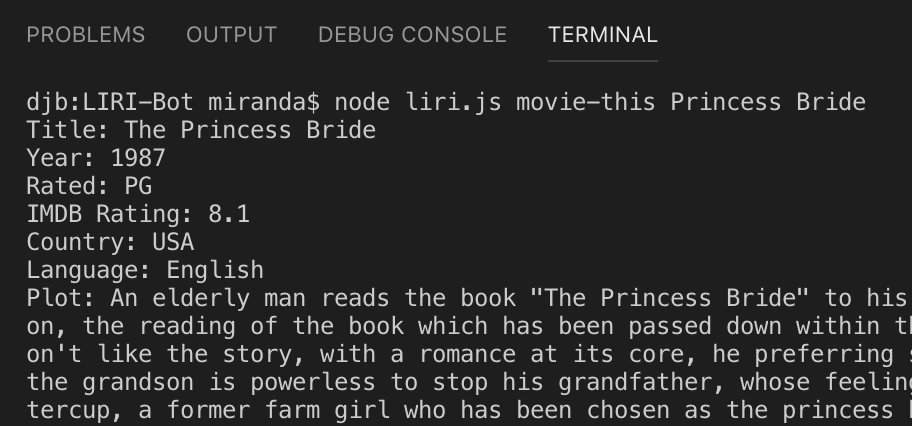 PROBLEMS OUTPUT DEBUG CONSOLE TERMINAL
djb:LIRI-Bot miranda$ node liri.js movie-this Princess Bride
Title: The Princess Bride
Year: 1987
Rated: PG
IMDB Rating: 8.1
Country: USA
Language: English
Plot: An elderly man reads the book "The Princess Bride" to his
on, the reading of the book which has been passed down within
on't like the story, with a romance at its core, he preferring
the grandson is powerless to stop his grandfather, whose
tercup, a former farm girl who has been chosen as the princess